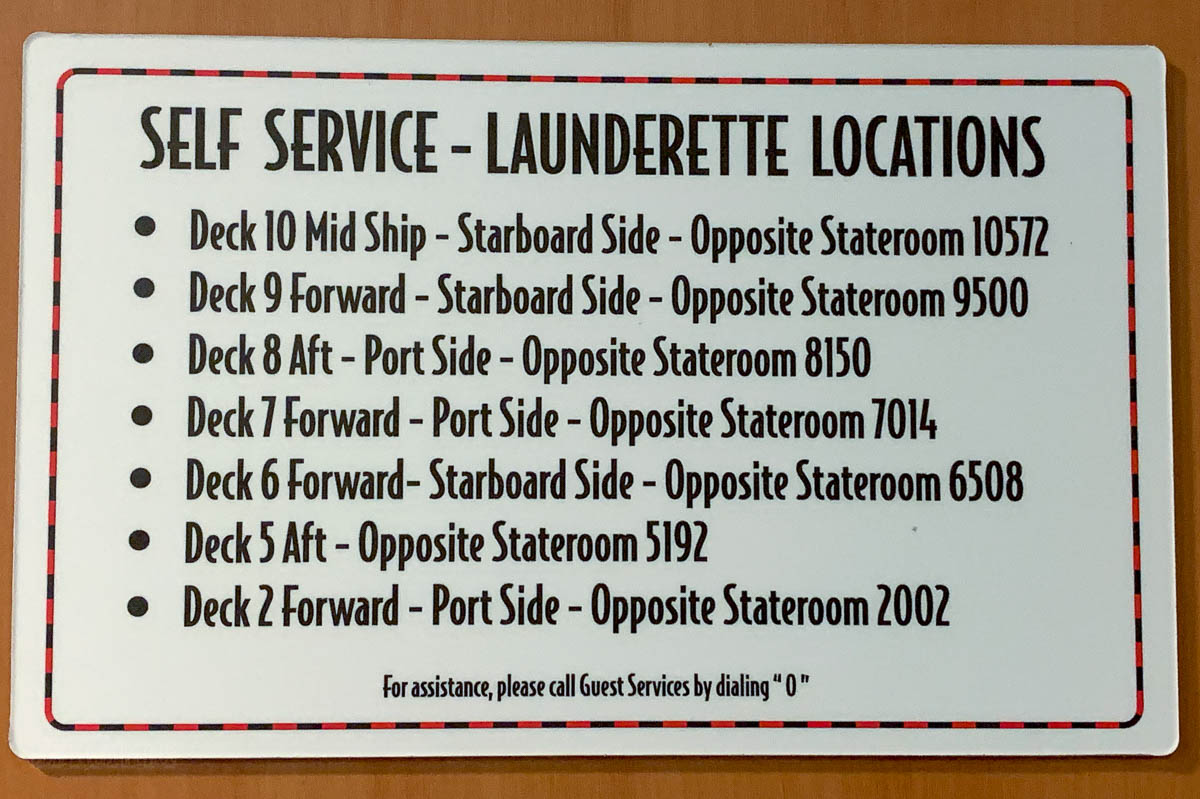 SELF SERVICE - LAUNDERETTE LOCATIONS
• Deck 10 Mid Ship - Starboard Side - Opposite Stateroom 10572
• Deck 9 Forward - Starboard Side - Opposite Stateroom 9500
• Deck 8 Aft - Port Side - Opposite Stateroom 8150
• Deck 7 Forward - Port Side - Opposite Stateroom 7014
• Deck 6 Forward- Starboard Side - Opposite Stateroom 6508
• Deck 5 Aft - Opposite Stateroom 5192
• Deck 2 Forward - Port Side - Opposite Stateroom 2002
For assistance, please call Guest Services by dialing “ 0 ”